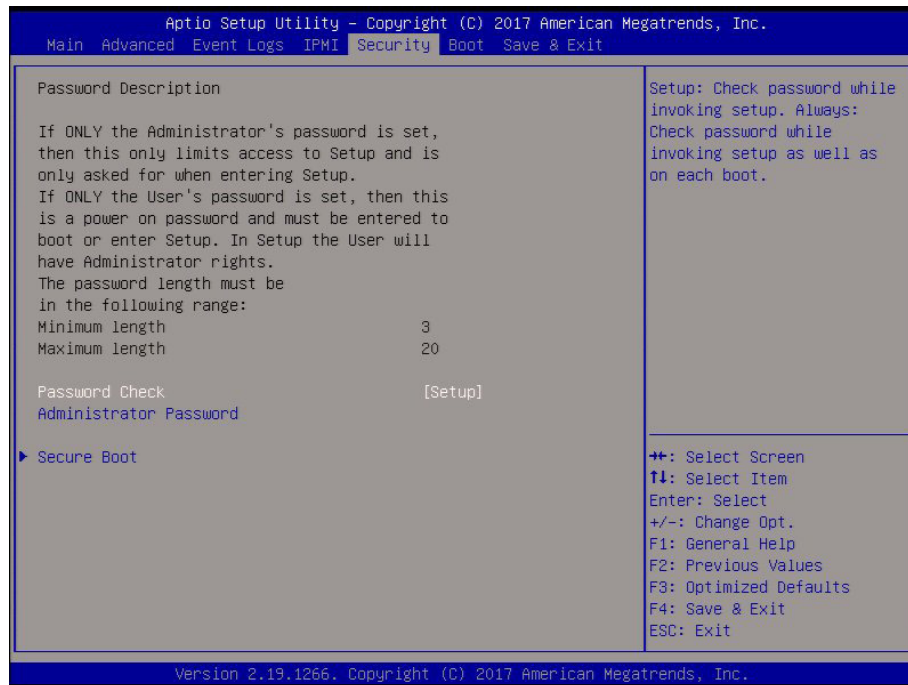 Aptio Setup Utility – Copyright (C) 2017 American Megatrends, Inc.
Main Advanced Event Logs IPMI Security Boot Save & Exit
Password Description
If ONLY the Administrator's password is set,
then this only limits access to Setup and is
only asked for when entering Setup.
If ONLY the User's password is set, then this
is a power on password and must be entered to
boot or enter Setup. In Setup the User will
have Administrator rights.
The password length must be
in the following range:
Minimum length 3
Maximum length 20
Password Check [Setup]
Administrator Password
Secure Boot
Setup: Check password while
invoking setup. Always:
Check password while
invoking setup as well as
on each boot.
→←: Select Screen
↑↓: Select Item
Enter: Select
+/-: Change Opt.
F1: General Help
F2: Previous Values
F3: Optimized Defaults
F4: Save & Exit
ESC: Exit
Version 2.19.1266. Copyright (C) 2017 American Megatrends, Inc.